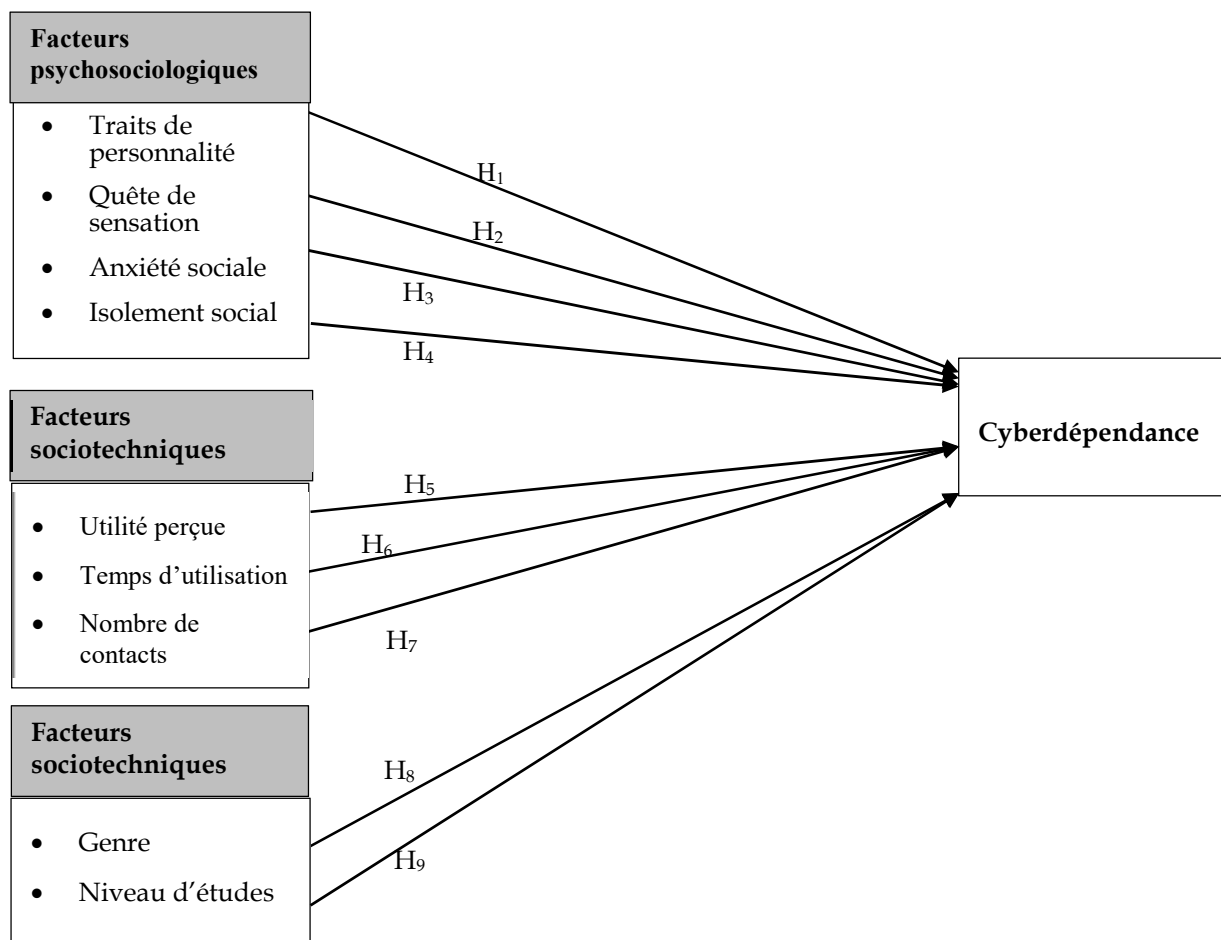 Facteurs
psychosociologiques
• Traits de
personnalité
• Quête de
sensation
• Anxiété sociale
• Isolement social
H1
H2
H3
H4
Facteurs
sociotechniques
• Utilité perçue
• Temps d’utilisation
• Nombre de
contacts
H5
H6
H7
Facteurs
sociotechniques
• Genre
• Niveau d’études
H8
H9
Cyberdépendance